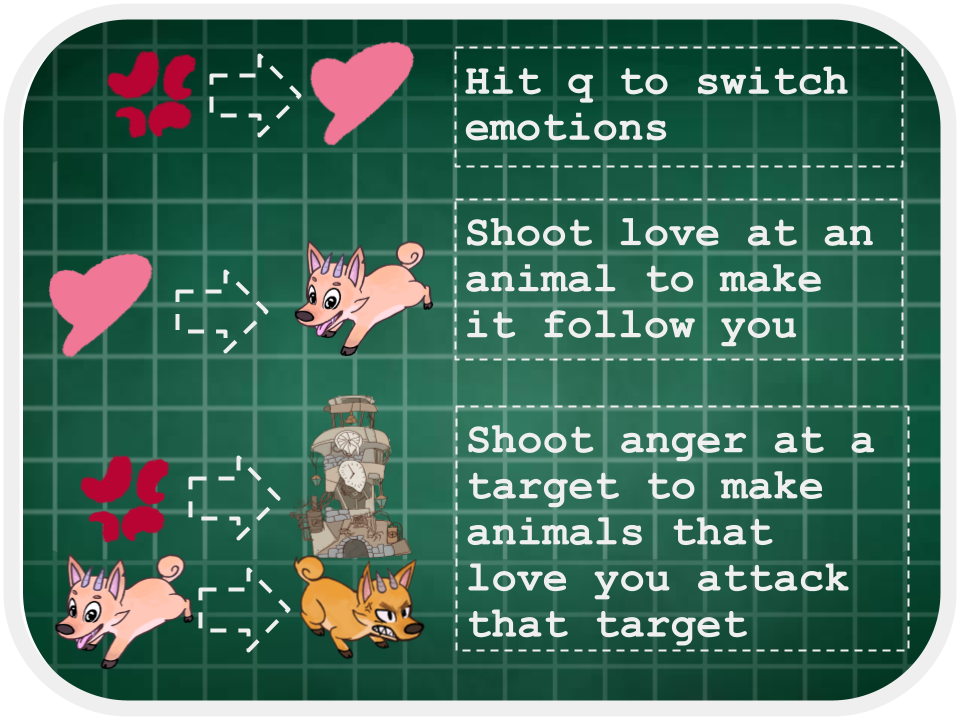 Hit q to switch
emotions
Shoot love at an
animal to make
it follow you
Shoot anger at a
target to make
animals that
love you attack
that target